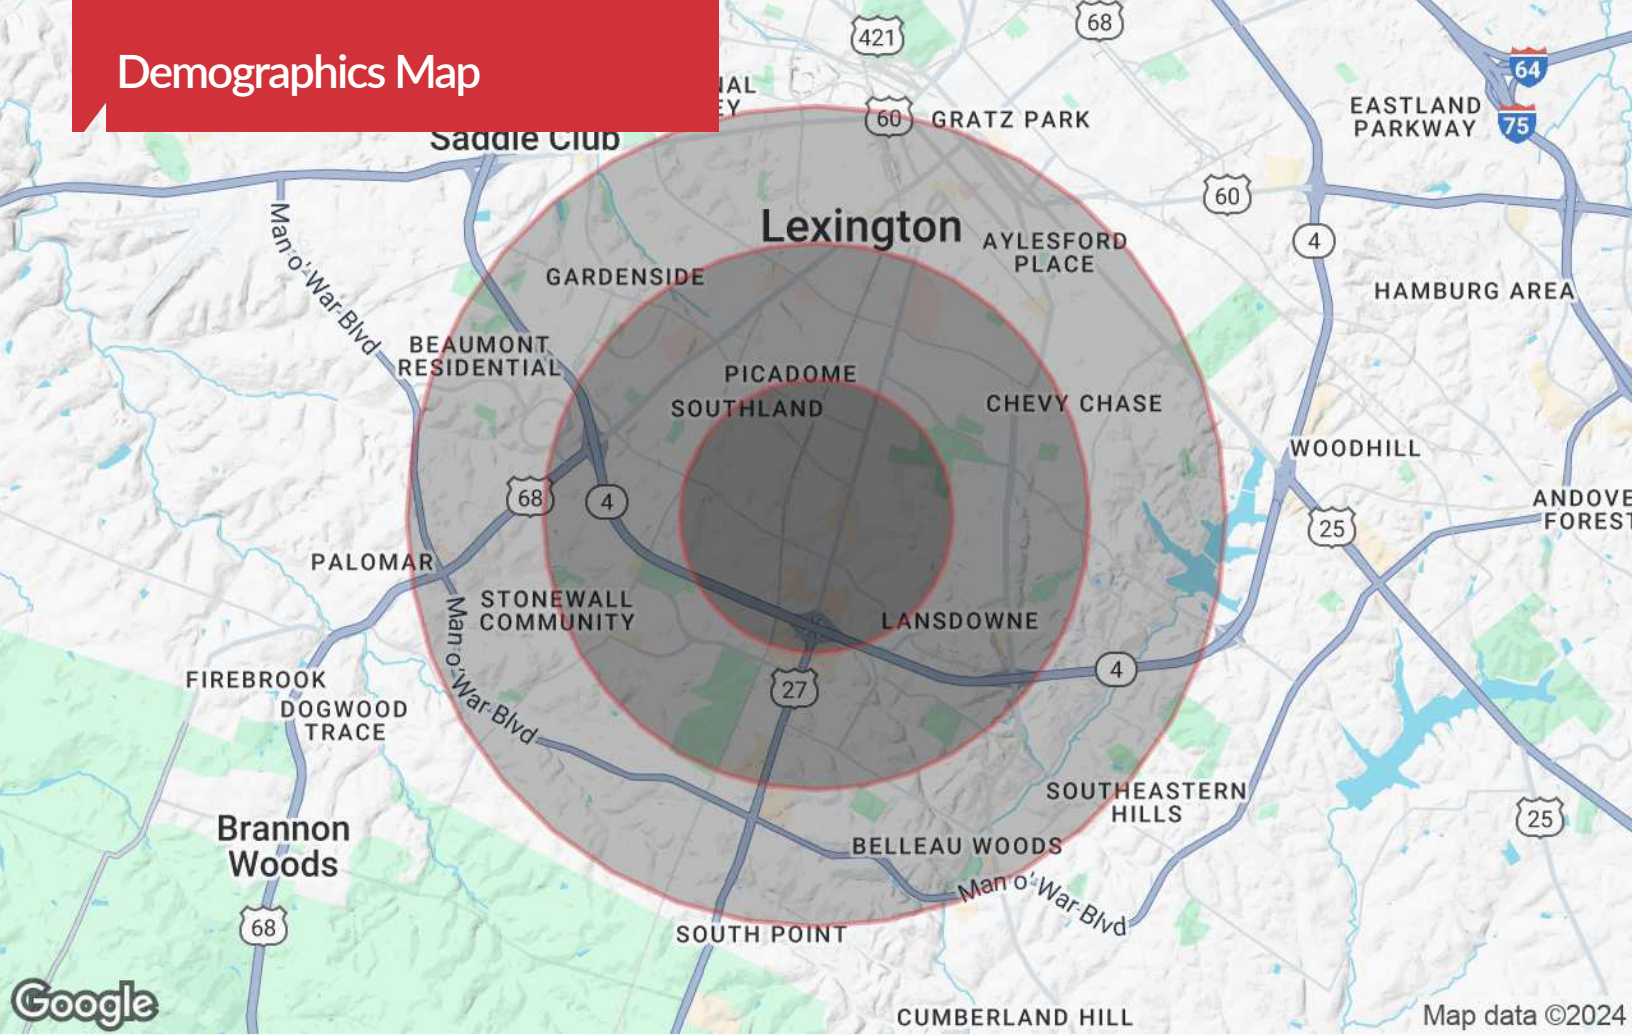 Demographics Map
421
68
64
EASTLAND
PARKWAY
75
60
GRATZ PARK
Saddle Club
60
Man o' War Blvd
Lexington
AYLESFORD
PLACE
4
GARDENSIDE
HAMBURG AREA
BEAUMONT
RESIDENTIAL
PICADOME
SOUTHLAND
CHEVY CHASE
WOODHILL
68
4
25
PALOMAR
STONEWALL
COMMUNITY
LANSDOWNE
Man o' War Blvd
4
FIREBROOK
27
DOGWOOD
TRACE
SOUTHEASTERN
HILLS
25
Brannon
Woods
BELLEAU WOODS
Man o' War Blvd
68
SOUTH POINT
Google
CUMBERLAND HILL
Map data ©2024